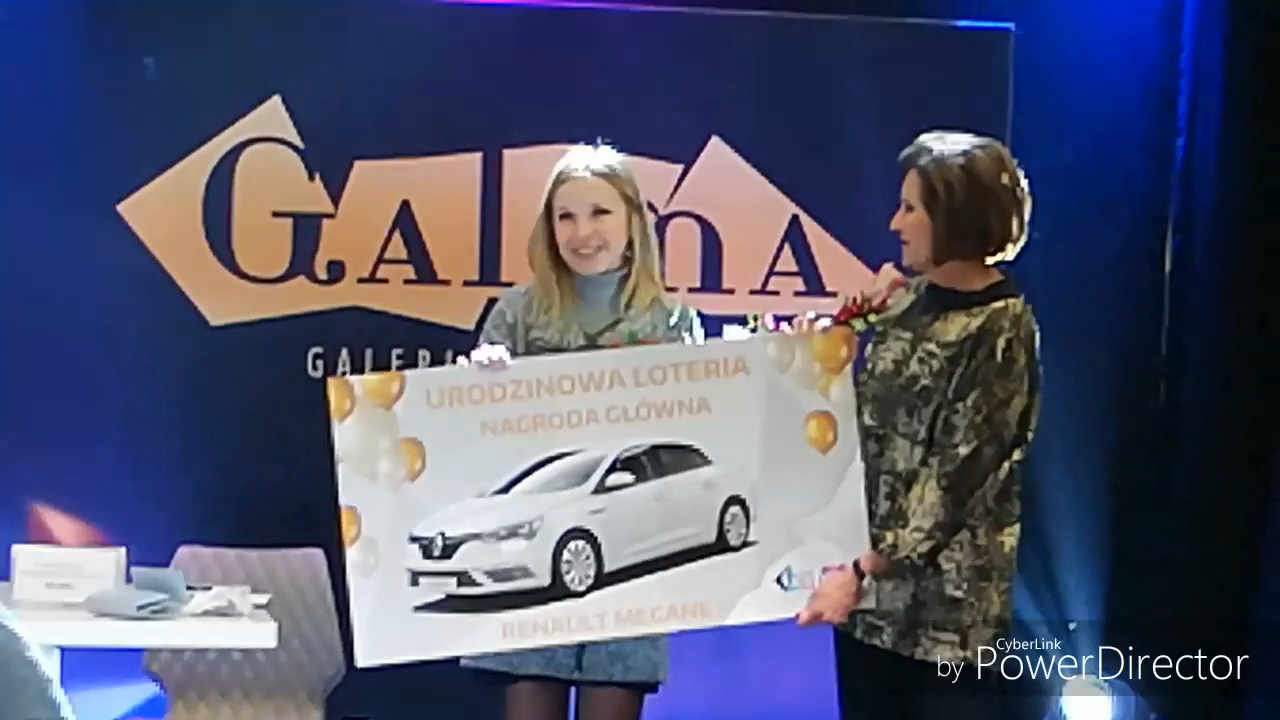 GALERIA
URODZINOWA LOTERIA
NAGRODA GŁÓWNA
RENAULT MEGANE
CyberLink
by PowerDirector